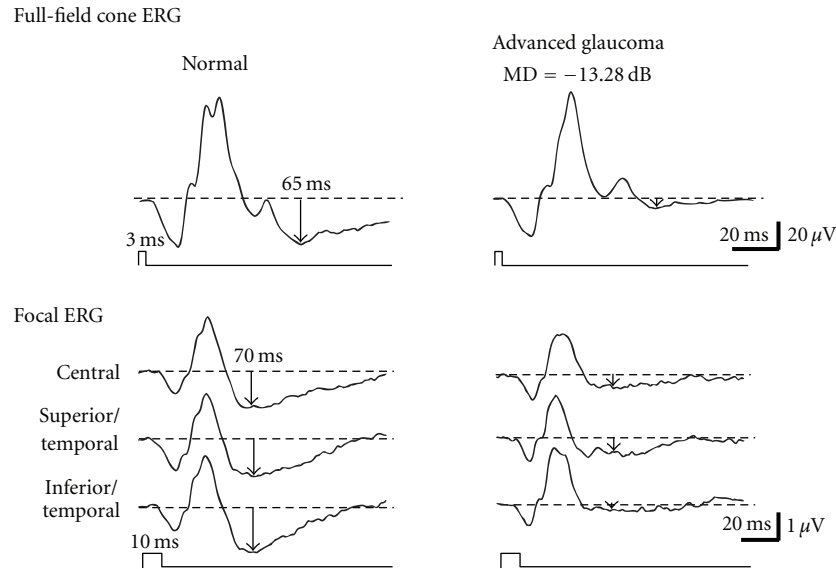 Full-field cone ERG
Normal
Advanced glaucoma
MD = −13.28 dB
65 ms
3 ms
20 ms
20 μV
Focal ERG
Central
70 ms
Superior/
temporal
Inferior/
temporal
10 ms
20 ms
1 μV